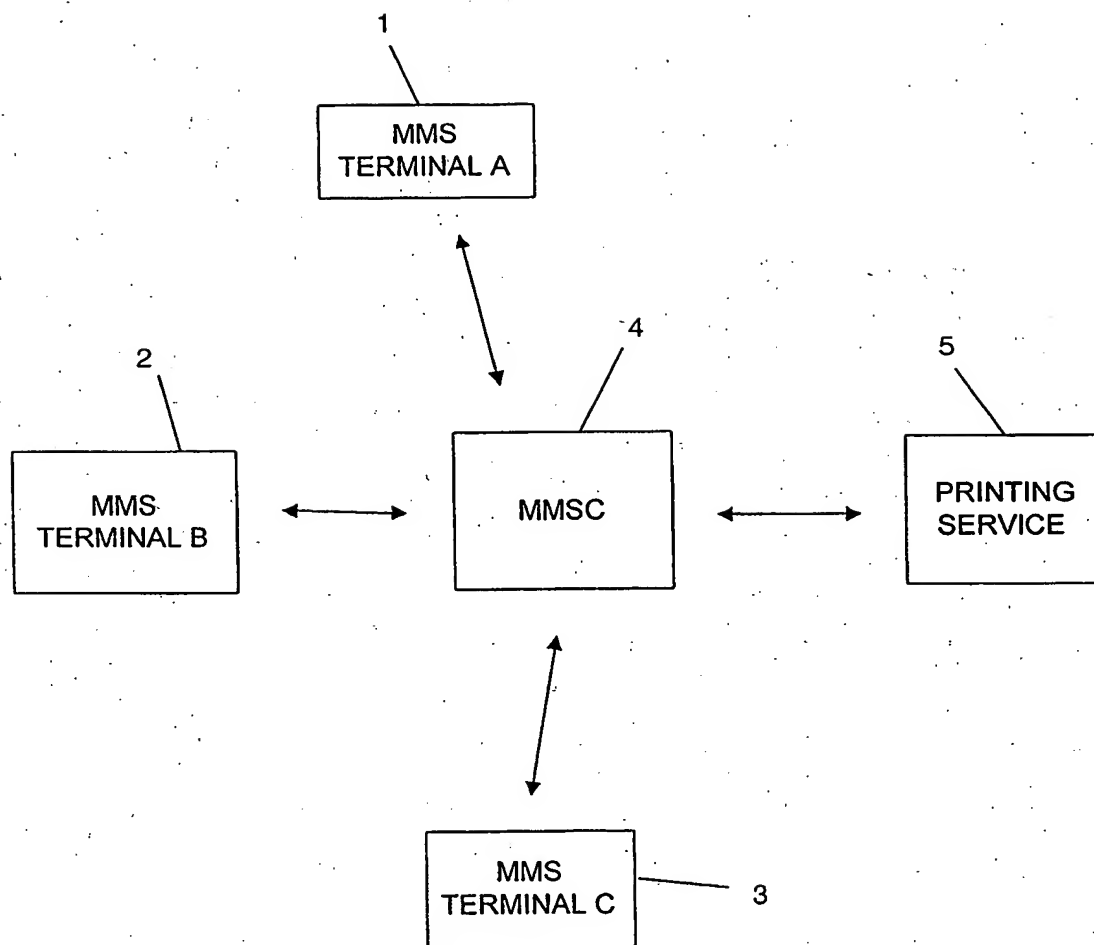 1
MMS
TERMINAL A
4
2
5
MMS
TERMINAL B
MMSC
PRINTING
SERVICE
MMS
TERMINAL C
3